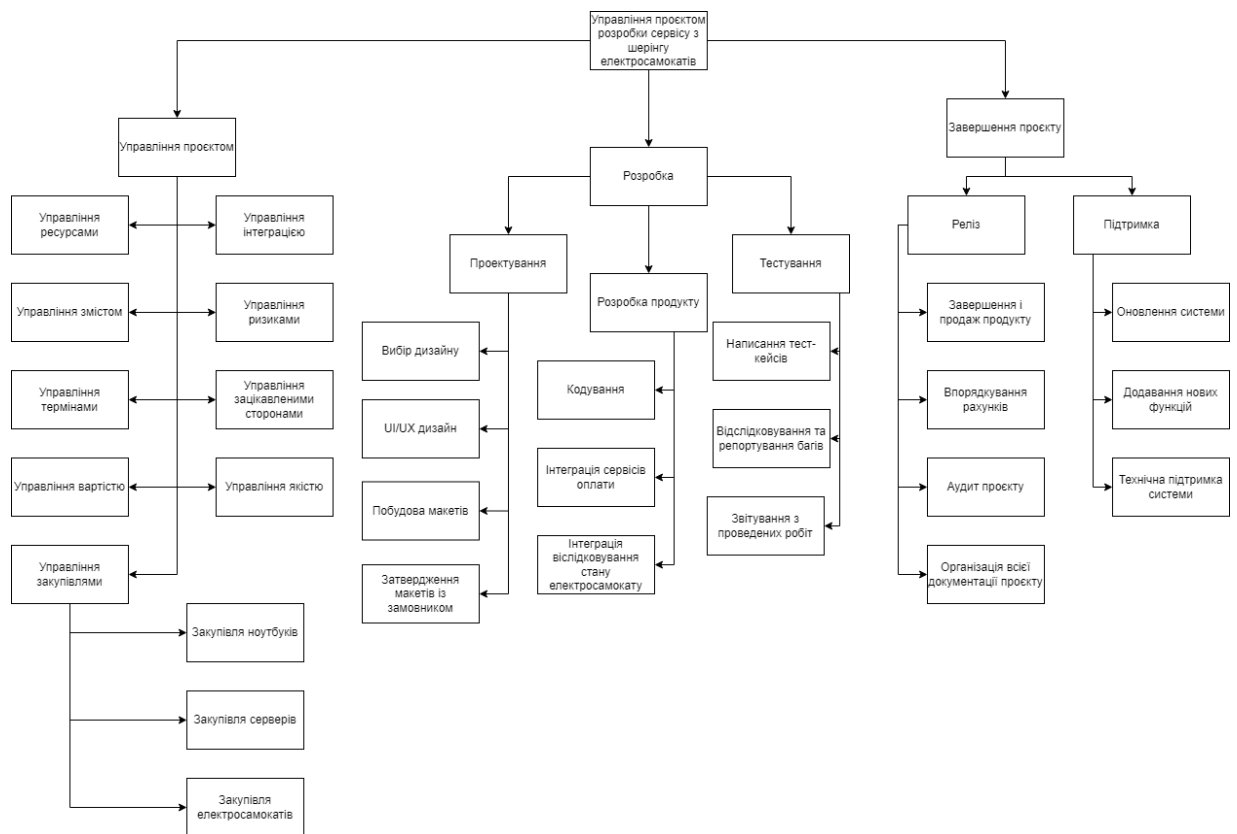 Управління проєктом
розробки сервісу з
шерінгу
електросамокатів
Управління проєктом
Розробка
Завершення проєкту
Управління
ресурсами
Управління
інтеграцією
Управління змістом
Управління
ризиками
Управління
термінами
Управління
зацікавленими
сторонами
Управління вартістю
Управління якістю
Управління
закупівлями
Закупівля ноутбуків
Закупівля серверів
Закупівля
електросамокатів
Проектування
Вибір дизайну
UI/UX дизайн
Побудова макетів
Затвердження
макетів із
замовником
Розробка продукту
Кодування
Інтеграція сервісів
оплати
Інтеграція
віслідковування
стану
електросамокату
Тестування
Написання тест-
кейсів
Відслідковування та
репортування багів
Звітування з
проведених робіт
Реліз
Завершення і
продаж продукту
Впорядкування
рахунків
Аудит проєкту
Організація всієї
документації проєкту
Підтримка
Оновлення системи
Додавання нових
функцій
Технічна підтримка
системи